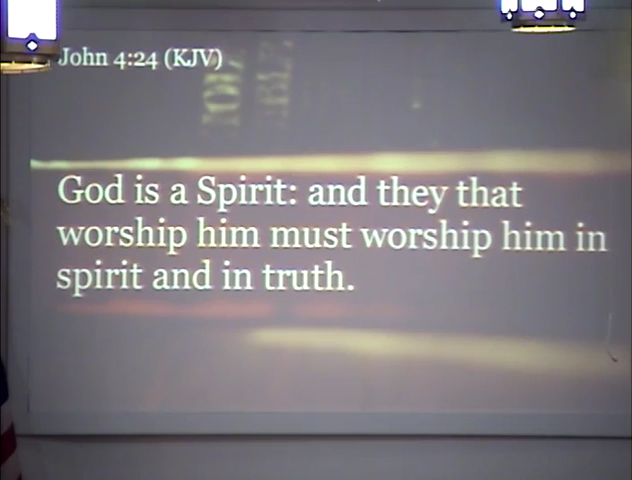 John 4:24 (KJV)
God is a Spirit: and they that
worship him must worship him in
spirit and in truth.